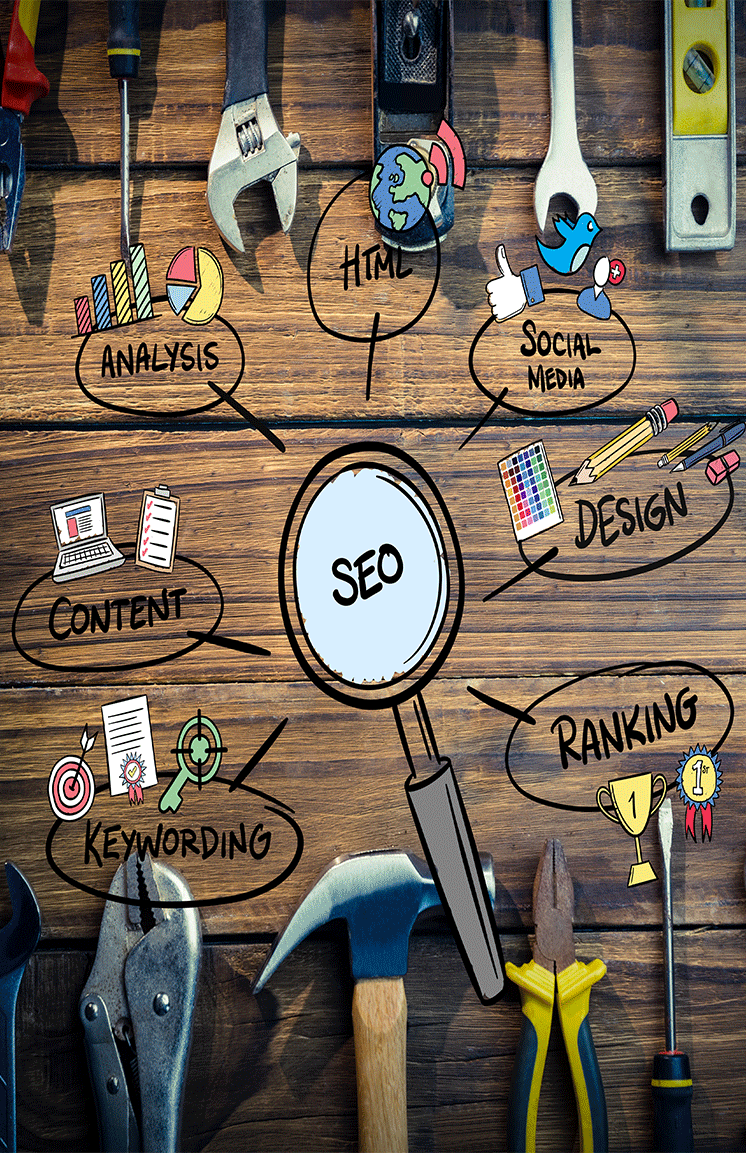 HTML
ANALYSIS
SOCIAL
MEDIA
DESIGN
SEO
CONTENT
RANKING
1
1ST
KEYWORDING